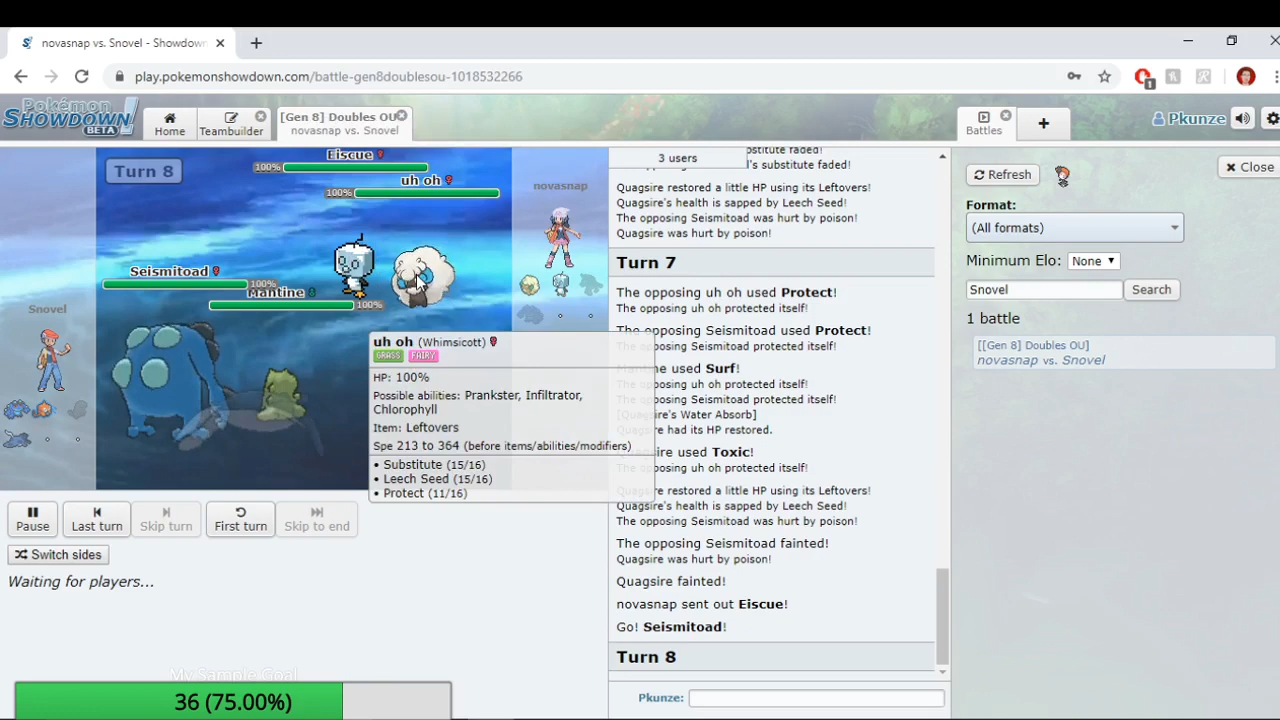 novasnap vs. Snovel - Showdown
play.pokemonshowdown.com/battle-gen8doublesou-1018532266
Pokémon
SHOWDOWN!
BETA
Home
Teambuilder
[Gen 8] Doubles OU
novasnap vs. Snovel
Battles
Pkunze
1
Turn 8
Eiscue
100%
uh oh
100%
Seismitoad
100%
Mantine
100%
Snovel
novasnap
uh oh (Whimsicott)
GRASS FAIRY
HP: 100%
Possible abilities: Prankster, Infiltrator,
Chlorophyll
Item: Leftovers
Spe 213 to 364 (before items/abilities/modifiers)
• Substitute (15/16)
• Leech Seed (15/16)
• Protect (11/16)
Pause
Last turn
Skip turn
First turn
Skip to end
Switch sides
Waiting for players...
My Sample Goal
36 (75.00%)
3 users
bstitute faded!
's substitute faded!
Quagsire restored a little HP using its Leftovers!
Quagsire's health is sapped by Leech Seed!
The opposing Seismitoad was hurt by poison!
Quagsire was hurt by poison!
Turn 7
The opposing uh oh used Protect!
The opposing uh oh protected itself!
The opposing Seismitoad used Protect!
The opposing Seismitoad protected itself!
Mantine used Surf!
The opposing uh oh protected itself!
The opposing Seismitoad protected itself!
[Quagsire's Water Absorb]
Quagsire had its HP restored.
Quagsire used Toxic!
The opposing uh oh protected itself!
Quagsire restored a little HP using its Leftovers!
Quagsire's health is sapped by Leech Seed!
The opposing Seismitoad was hurt by poison!
The opposing Seismitoad fainted!
Quagsire was hurt by poison!
Quagsire fainted!
novasnap sent out Eiscue!
Go! Seismitoad!
Turn 8
Pkunze:
Refresh
Close
Format:
(All formats)
Minimum Elo: None
Snovel
Search
1 battle
[[Gen 8] Doubles OU]
novasnap vs. Snovel